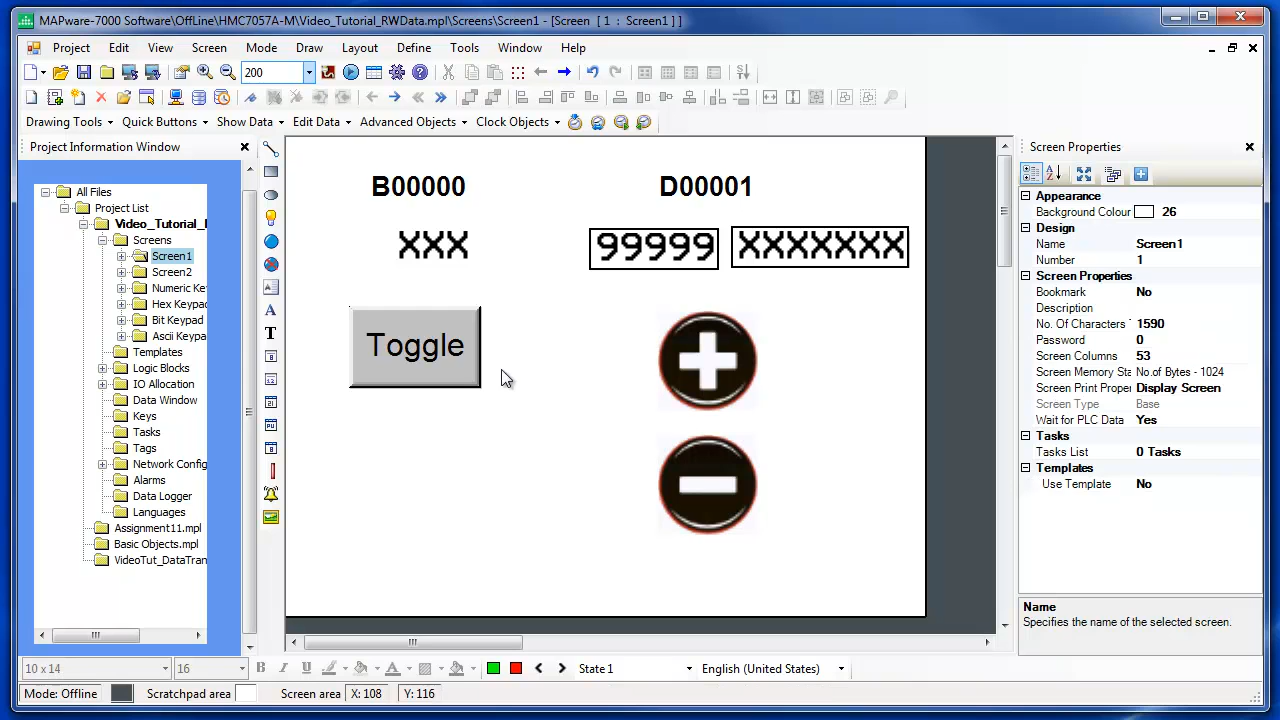 MAPware-7000 Software\OffLine\HMC7057A-M\Video_Tutorial_RWData.mpl\Screens\Screen1 - [Screen [ 1 : Screen1 ] ]
Project Edit View Screen Mode Draw Layout Define Tools Window Help
200
Drawing Tools Quick Buttons Show Data Edit Data Advanced Objects Clock Objects
Project Information Window
All Files
Project List
Video_Tutorial_
Screens
Screen1
Screen2
Numeric Ke
Hex Keypad
Bit Keypad
Ascii Keypa
Templates
Logic Blocks
IO Allocation
Data Window
Keys
Tasks
Tags
Network Config
Alarms
Data Logger
Languages
Assignment11.mpl
Basic Objects.mpl
VideoTut_DataTran
B00000 D00001
XXX 99999 XXXXXXX
Toggle
Screen Properties
Appearance
Background Colour 26
Design
Name Screen1
Number 1
Screen Properties
Bookmark No
Description
No. Of Characters 1590
Password 0
Screen Columns 53
Screen Memory Sta No.of Bytes - 1024
Screen Print Proper Display Screen
Screen Type Base
Wait for PLC Data Yes
Tasks
Tasks List 0 Tasks
Templates
Use Template No
Name
Specifies the name of the selected screen.
10 x 14 16 B I U A State 1 English (United States)
Mode: Offline Scratchpad area Screen area X: 108 Y: 116